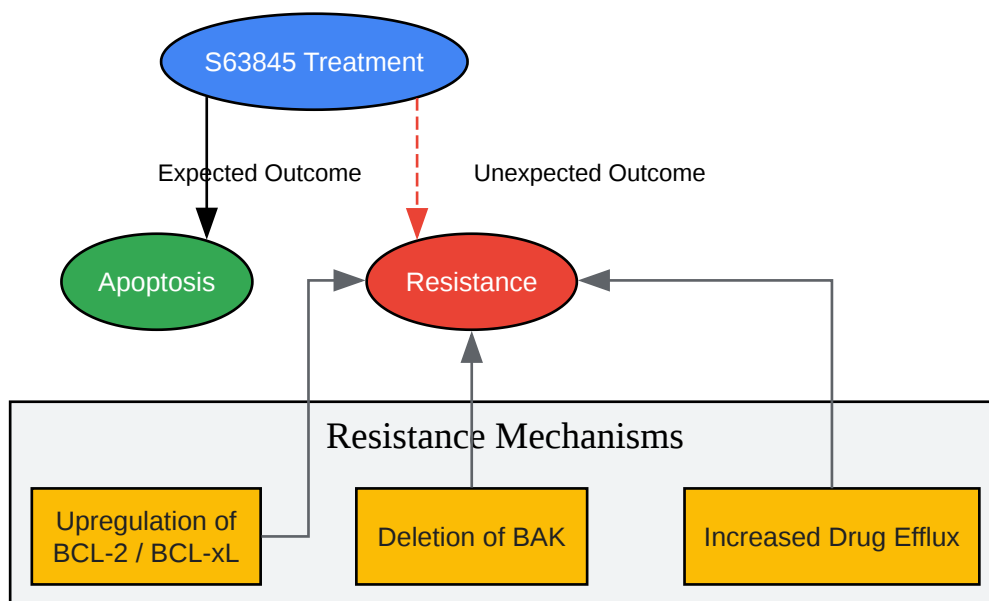 S63845 Treatment
Expected Outcome
Unexpected Outcome
Apoptosis
Resistance
Resistance Mechanisms
Upregulation of
BCL-2 / BCL-xL
Deletion of BAK
Increased Drug Efflux